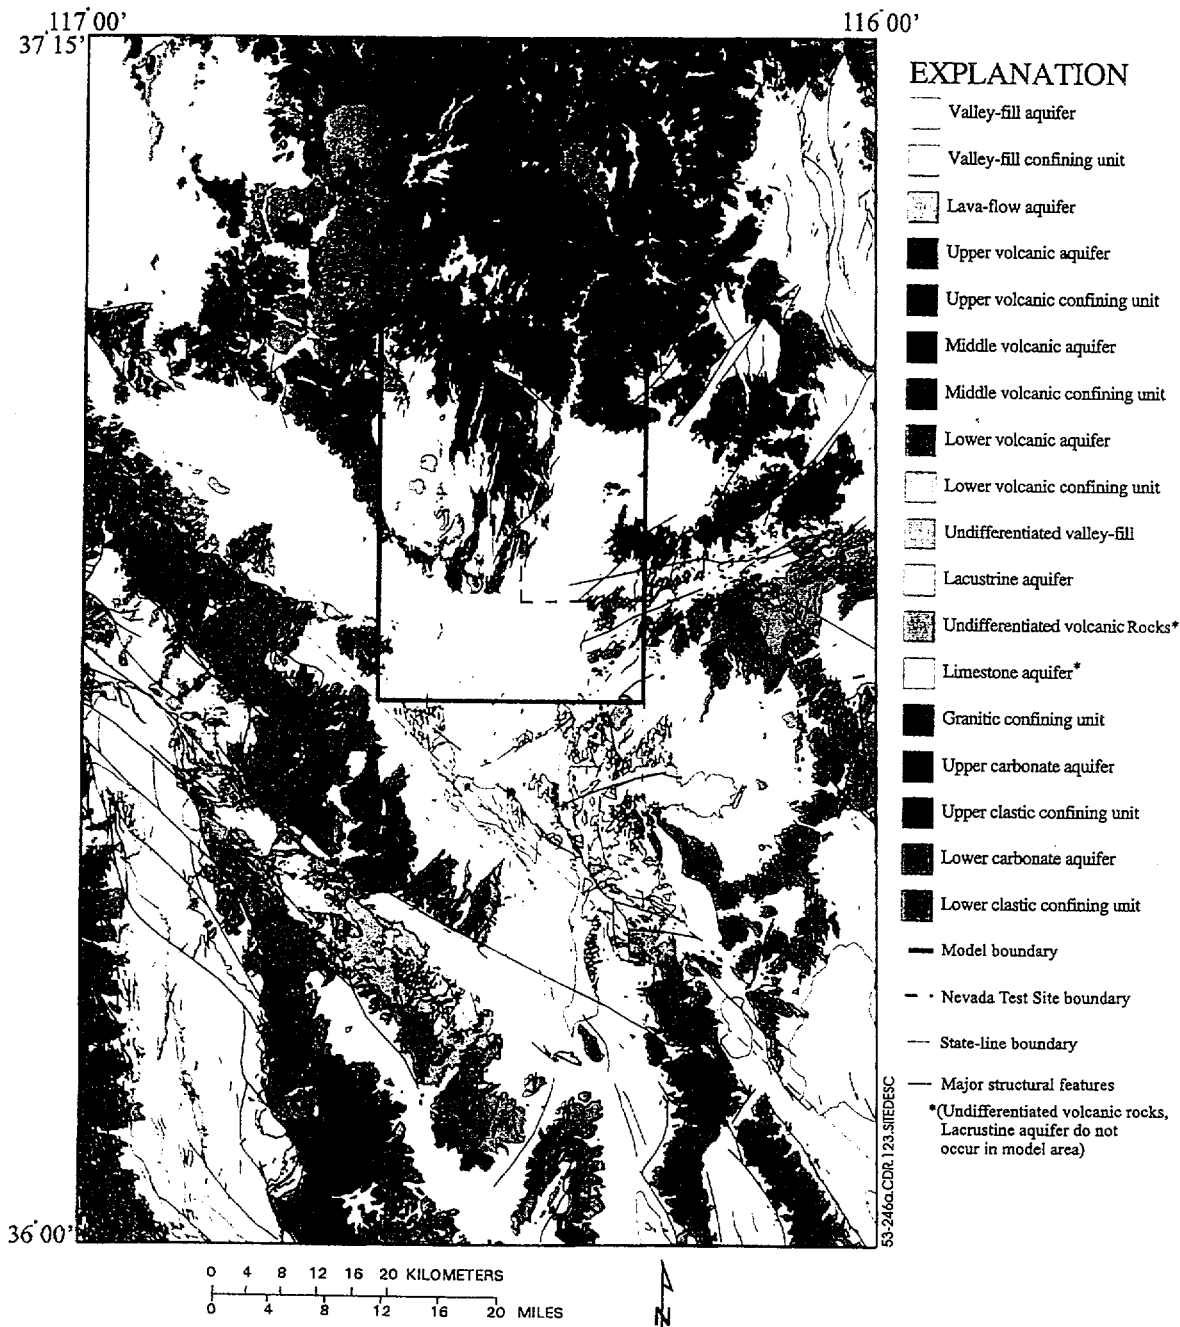 117°00'
116°00'
37°15'
EXPLANATION
Valley-fill aquifer
Valley-fill confining unit
Lava-flow aquifer
Upper volcanic aquifer
Upper volcanic confining unit
Middle volcanic aquifer
Middle volcanic confining unit
Lower volcanic aquifer
Lower volcanic confining unit
Undifferentiated valley-fill
Lacustrine aquifer
Undifferentiated volcanic Rocks*
Limestone aquifer*
Granitic confining unit
Upper carbonate aquifer
Upper clastic confining unit
Lower carbonate aquifer
Lower clastic confining unit
Model boundary
Nevada Test Site boundary
State-line boundary
Major structural features
*(Undifferentiated volcanic rocks,
Lacrustine aquifer do not
occur in model area)
53-246a.CDR.123.SITEDESC
36°00'
0 4 8 12 16 20 KILOMETERS
0 4 8 12 16 20 MILES
N